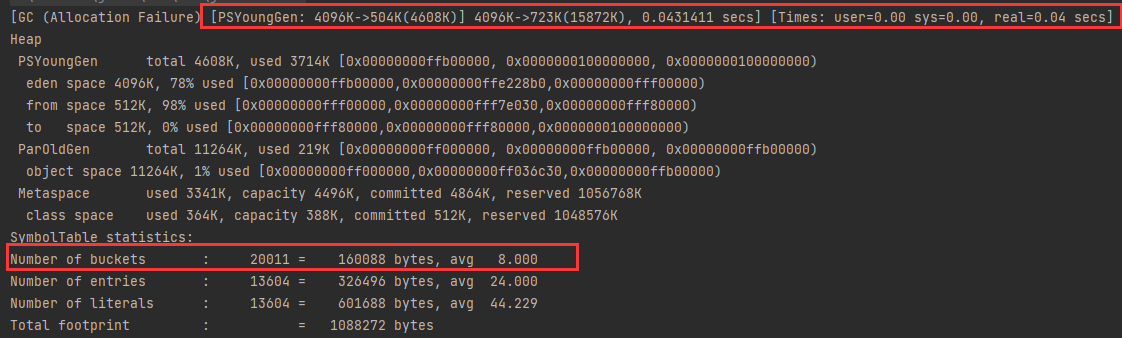 [GC (Allocation Failure) [PSYoungGen: 4096K->504K(4608K)] 4096K->723K(15872K), 0.0431411 secs] [Times: user=0.00 sys=0.00, real=0.04 secs]
Heap
 PSYoungGen      total 4608K, used 3714K [0x00000000ffb00000, 0x0000000100000000, 0x0000000100000000)
  eden space 4096K, 78% used [0x00000000ffb00000,0x00000000ffe228b0,0x00000000fff00000)
  from space 512K, 98% used [0x00000000fff00000,0x00000000fff7e030,0x00000000fff80000)
  to   space 512K, 0% used [0x00000000fff80000,0x00000000fff80000,0x0000000100000000)
 ParOldGen       total 11264K, used 219K [0x00000000ff000000, 0x00000000ffb00000, 0x00000000ffb00000)
  object space 11264K, 1% used [0x00000000ff000000,0x00000000ff036c30,0x00000000ffb00000)
 Metaspace       used 3341K, capacity 4496K, committed 4864K, reserved 1056768K
  class space    used 364K, capacity 388K, committed 512K, reserved 1048576K
SymbolTable statistics:
Number of buckets       :     20011 =    160088 bytes, avg   8.000
Number of entries       :     13604 =    326496 bytes, avg  24.000
Number of literals      :     13604 =    601688 bytes, avg  44.229
Total footprint         :           =   1088272 bytes